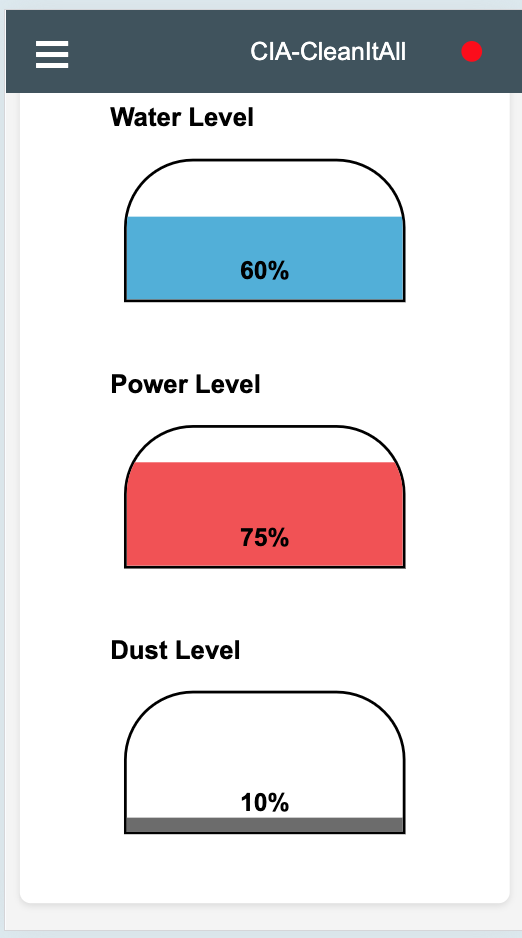 CIA-CleanItAll
Water Level
60%
Power Level
75%
Dust Level
10%